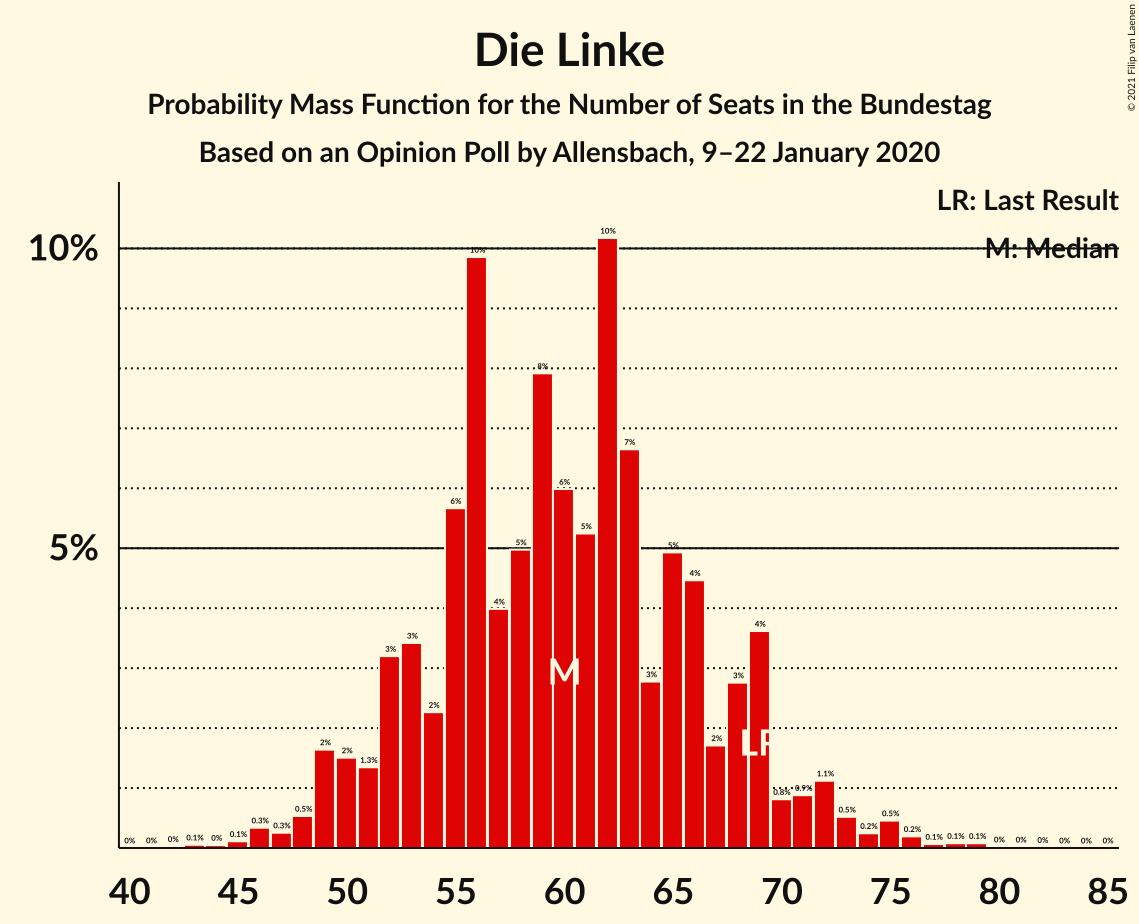 Die Linke
Probability Mass Function for the Number of Seats in the Bundestag
Based on an Opinion Poll by Allensbach, 9–22 January 2020
© 2021 Filip van Laenen
LR: Last Result
M: Median
10%
5%
0% 0% 0% 0.1% 0% 0.1% 0.3% 0.3% 0.5% 2% 2% 1.3% 3% 3% 2% 6% 10% 4% 5% 8% 6% 5% 10% 7% 3% 5% 4% 2% 3% 4% 0.8% 0.9% 1.1% 0.5% 0.2% 0.5% 0.2% 0.1% 0.1% 0.1% 0% 0% 0% 0% 0% 0%
M
LR
40 45 50 55 60 65 70 75 80 85